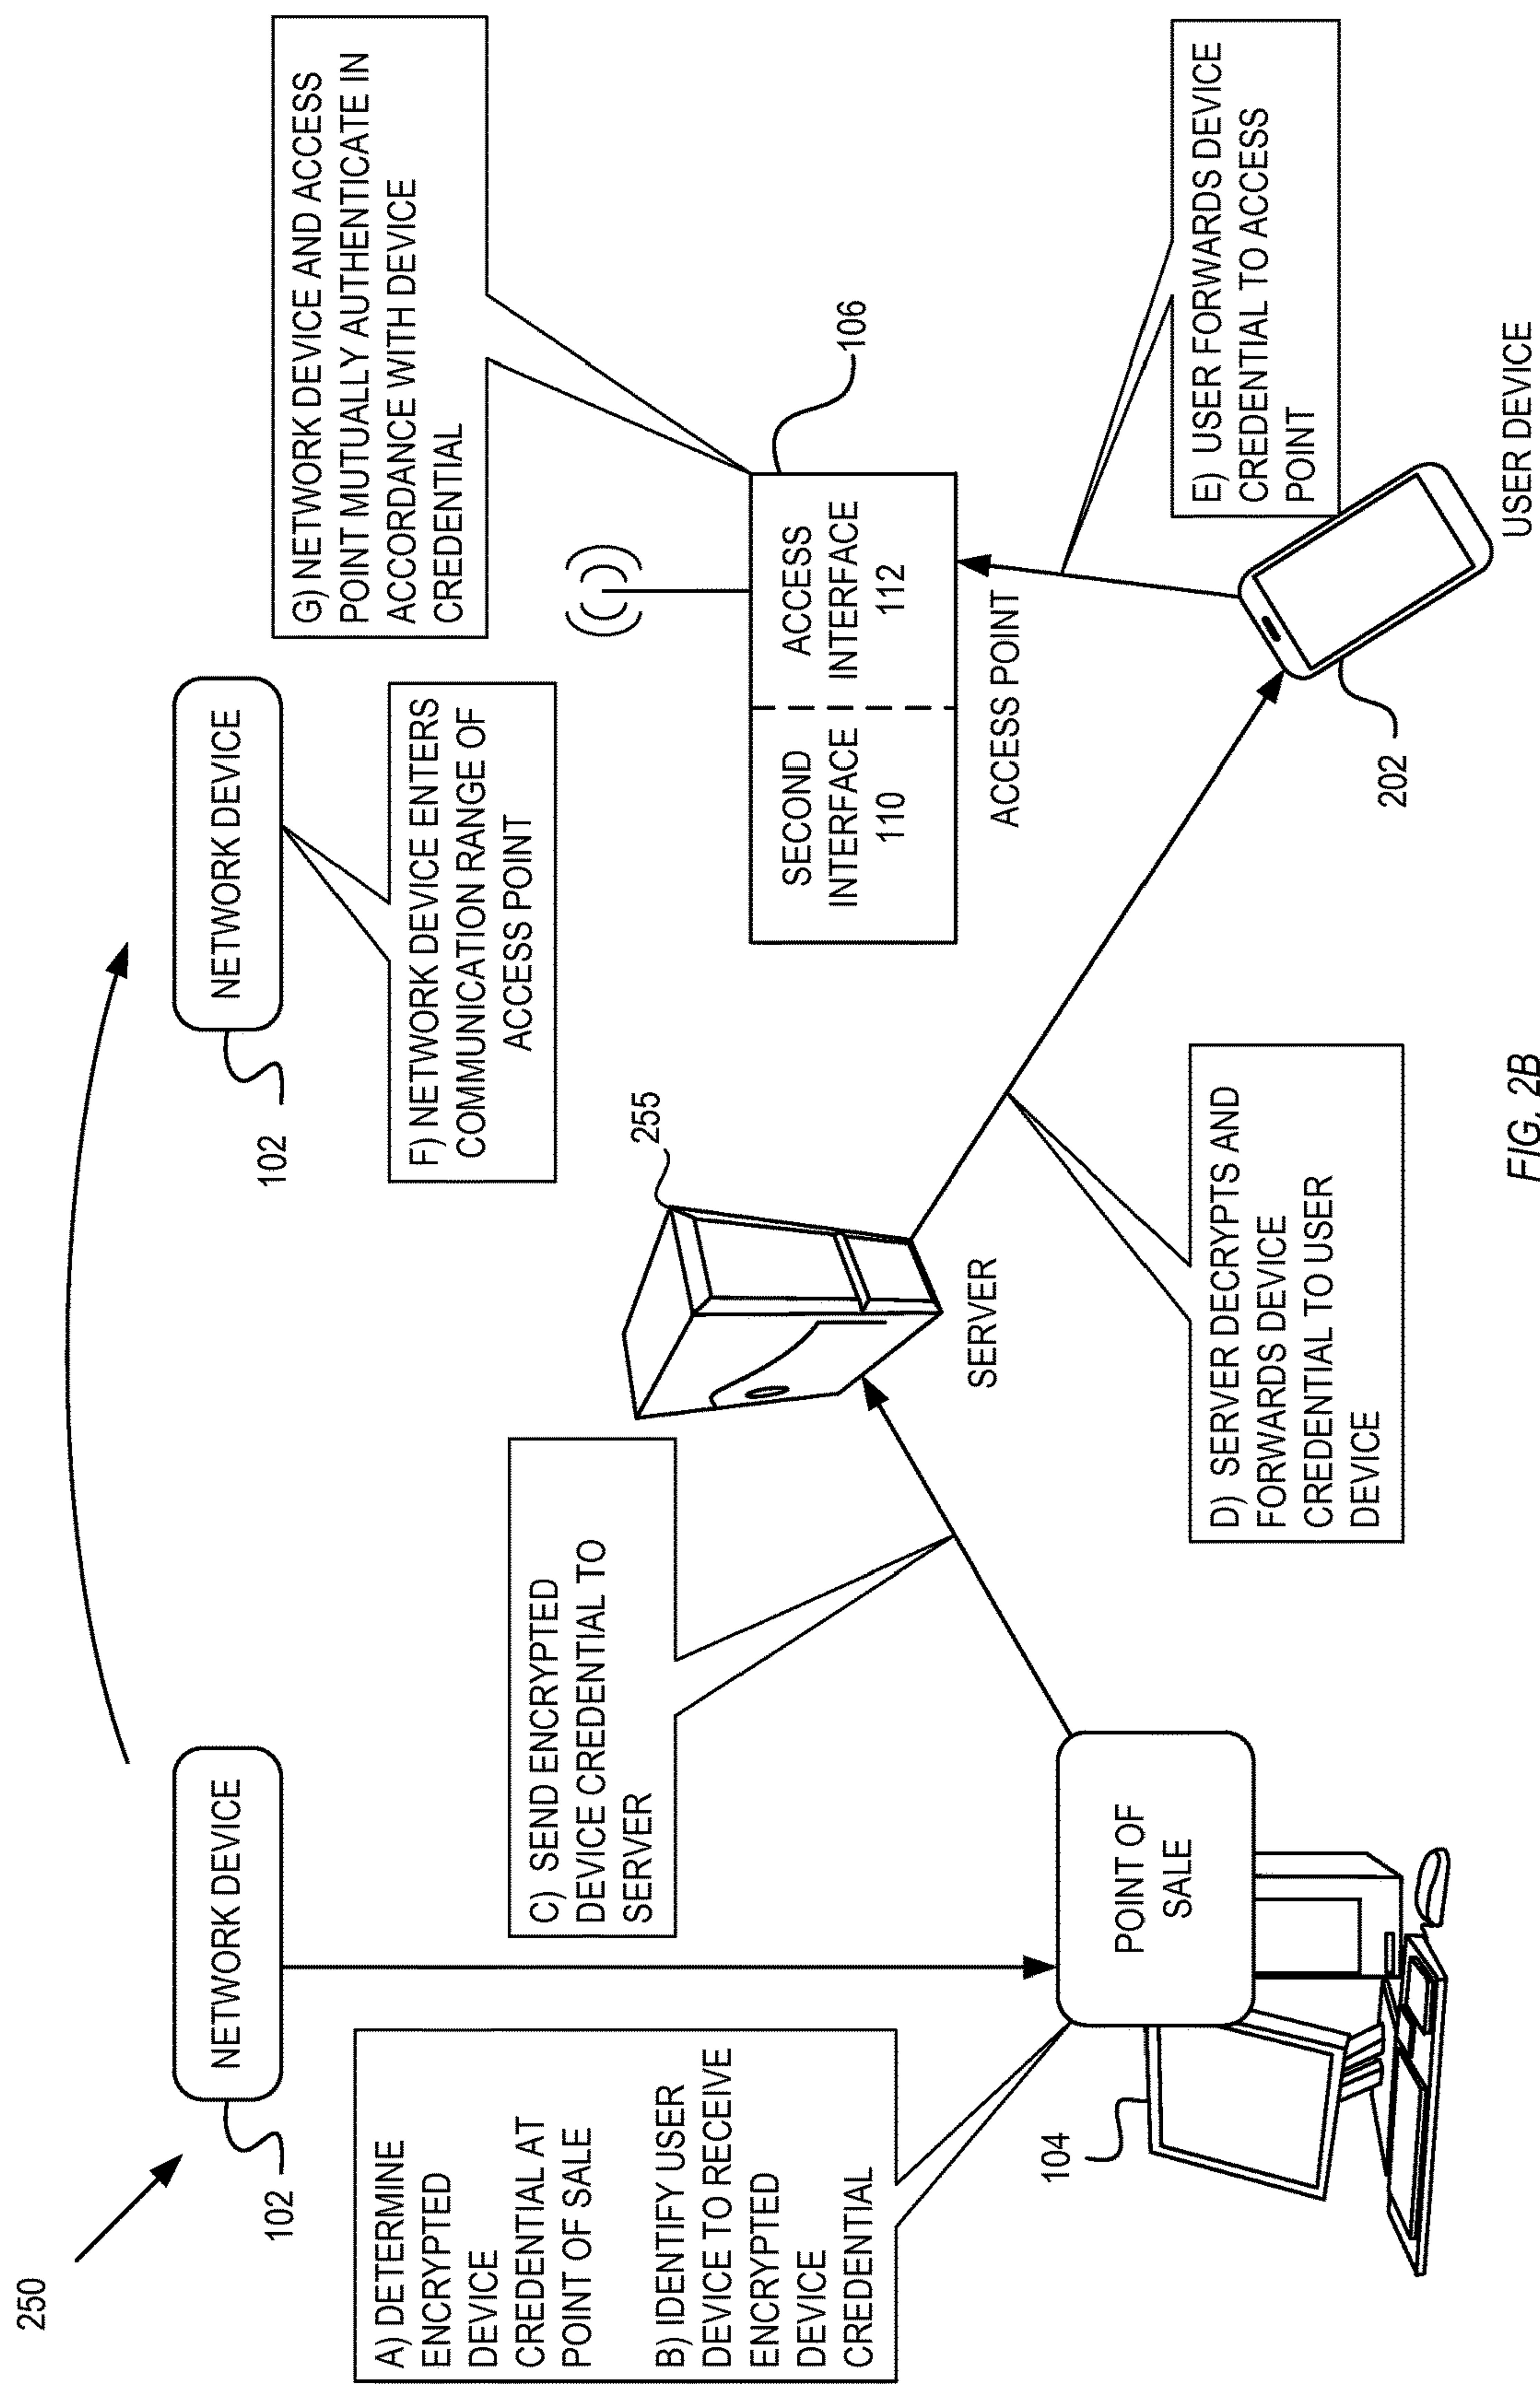 250
102
NETWORK DEVICE
A) DETERMINE
ENCRYPTED
DEVICE
CREDENTIAL AT
POINT OF SALE
B) IDENTIFY USER
DEVICE TO RECEIVE
ENCRYPTED
DEVICE
CREDENTIAL
104
POINT OF
SALE
C) SEND ENCRYPTED
DEVICE CREDENTIAL TO
SERVER
255
SERVER
D) SERVER DECRYPTS AND
FORWARDS DEVICE
CREDENTIAL TO USER
DEVICE
102
NETWORK DEVICE
F) NETWORK DEVICE ENTERS
COMMUNICATION RANGE OF
ACCESS POINT
G) NETWORK DEVICE AND ACCESS
POINT MUTUALLY AUTHENTICATE IN
ACCORDANCE WITH DEVICE
CREDENTIAL
106
SECOND
INTERFACE
110
ACCESS
INTERFACE
112
ACCESS POINT
E) USER FORWARDS DEVICE
CREDENTIAL TO ACCESS
POINT
202
USER DEVICE
FIG. 2B